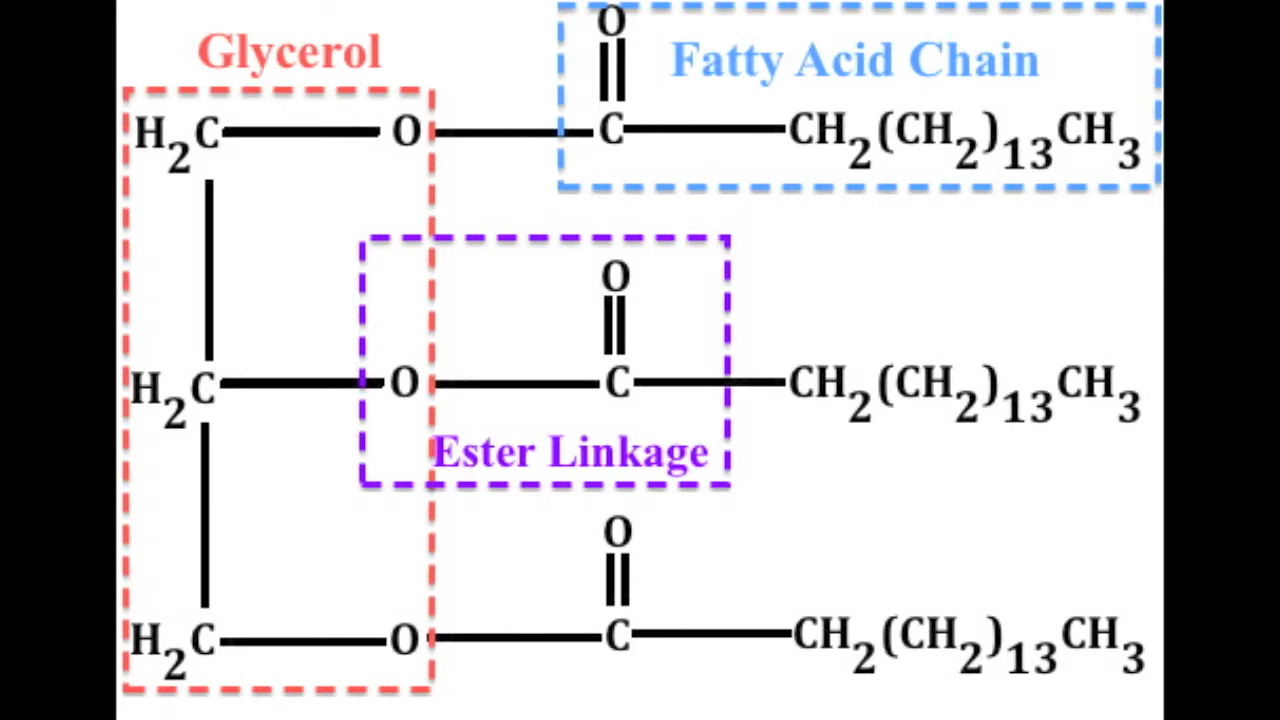 Glycerol
O
Fatty Acid Chain
H₂C O C CH₂(CH₂)₁₃CH₃
O
H₂C O C CH₂(CH₂)₁₃CH₃
Ester Linkage
O
H₂C O C CH₂(CH₂)₁₃CH₃